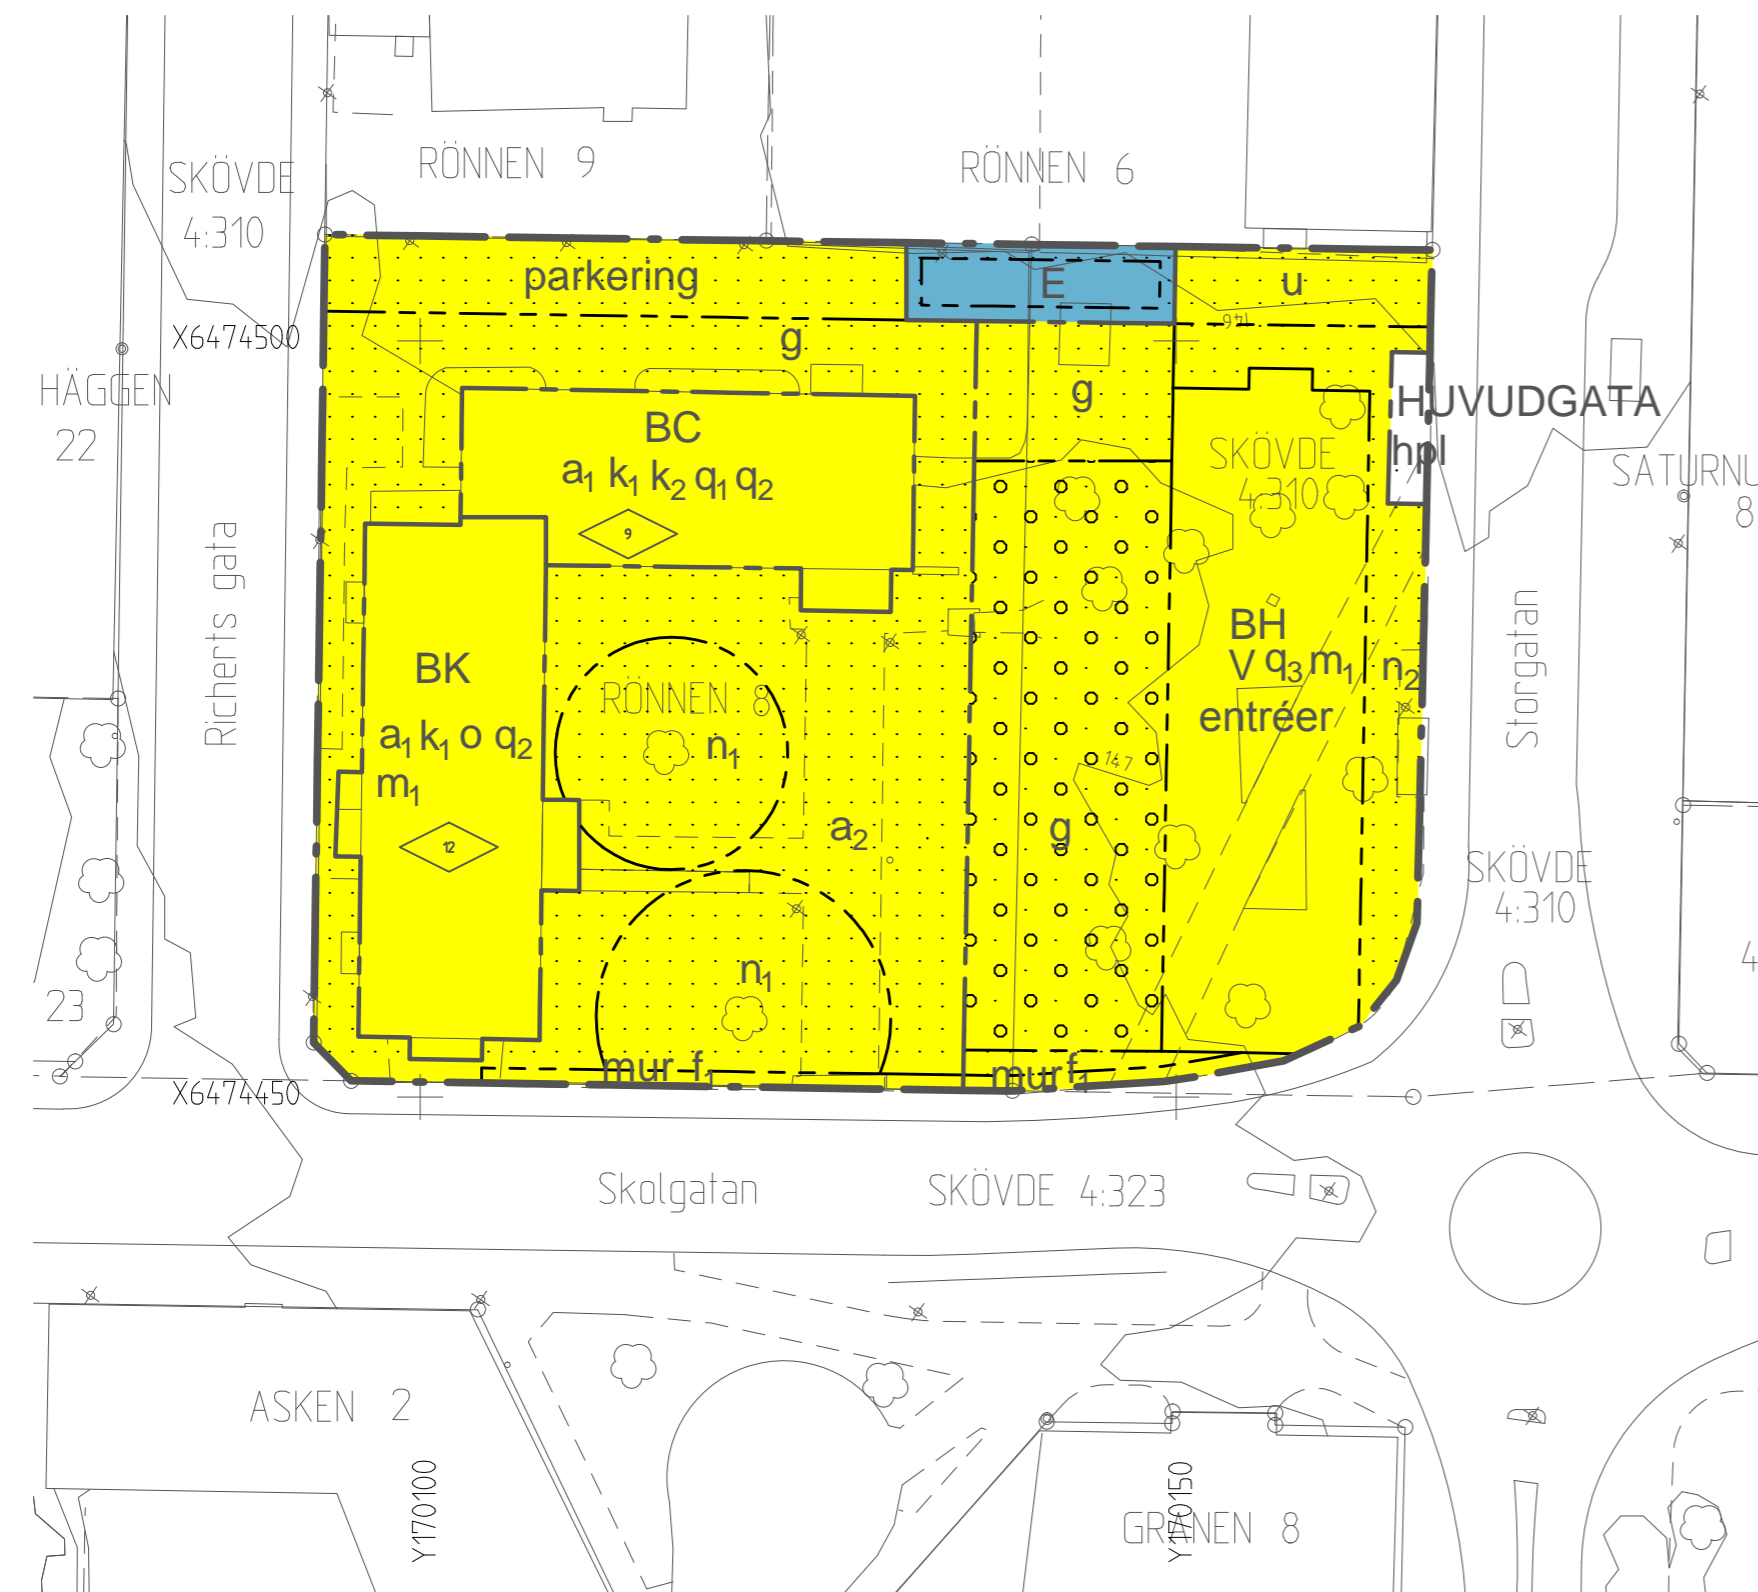 RÖNNEN 9
RÖNNEN 6
SKÖVDE
4:310
parkering
E
u
146
X6474500
g
HÄGGEN
22
g
HUVUDGATA
hpl
BC
a1 k1 k2 q1 q2
9
SKÖVDE
4:310
SATURNU
8
Richerts gata
BK
a1 k1 o q2
m1
12
RÖNNEN 8
n1
a2
BH
V q3 m1
entréer
n2
Storgatan
147
g
SKÖVDE
4:310
n1
23
4
mur f1
mur f1
X6474450
Skolgatan
SKÖVDE 4:323
ASKEN 2
Y170100
Y170150
GRANEN 8